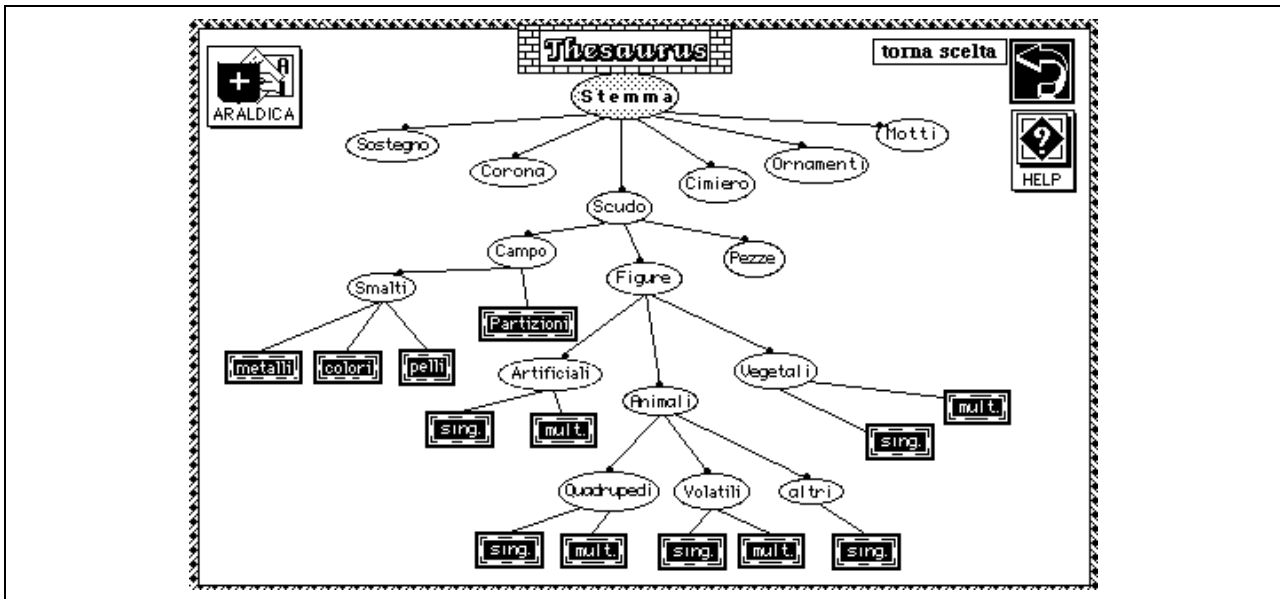 Thesaurus
torna scelta
A
A
ARALDICA
Stemma
HELP
Sostegno
Corona
Cimiero
Ornamenti
Motti
Scudo
Campo
Figure
Pezze
Smalti
Partizioni
metalli
colori
pelli
Artificiali
Animali
Vegetali
sing.
mult.
sing.
mult.
Quadrupedi
Volatili
altri
sing.
mult.
sing.
mult.
sing.